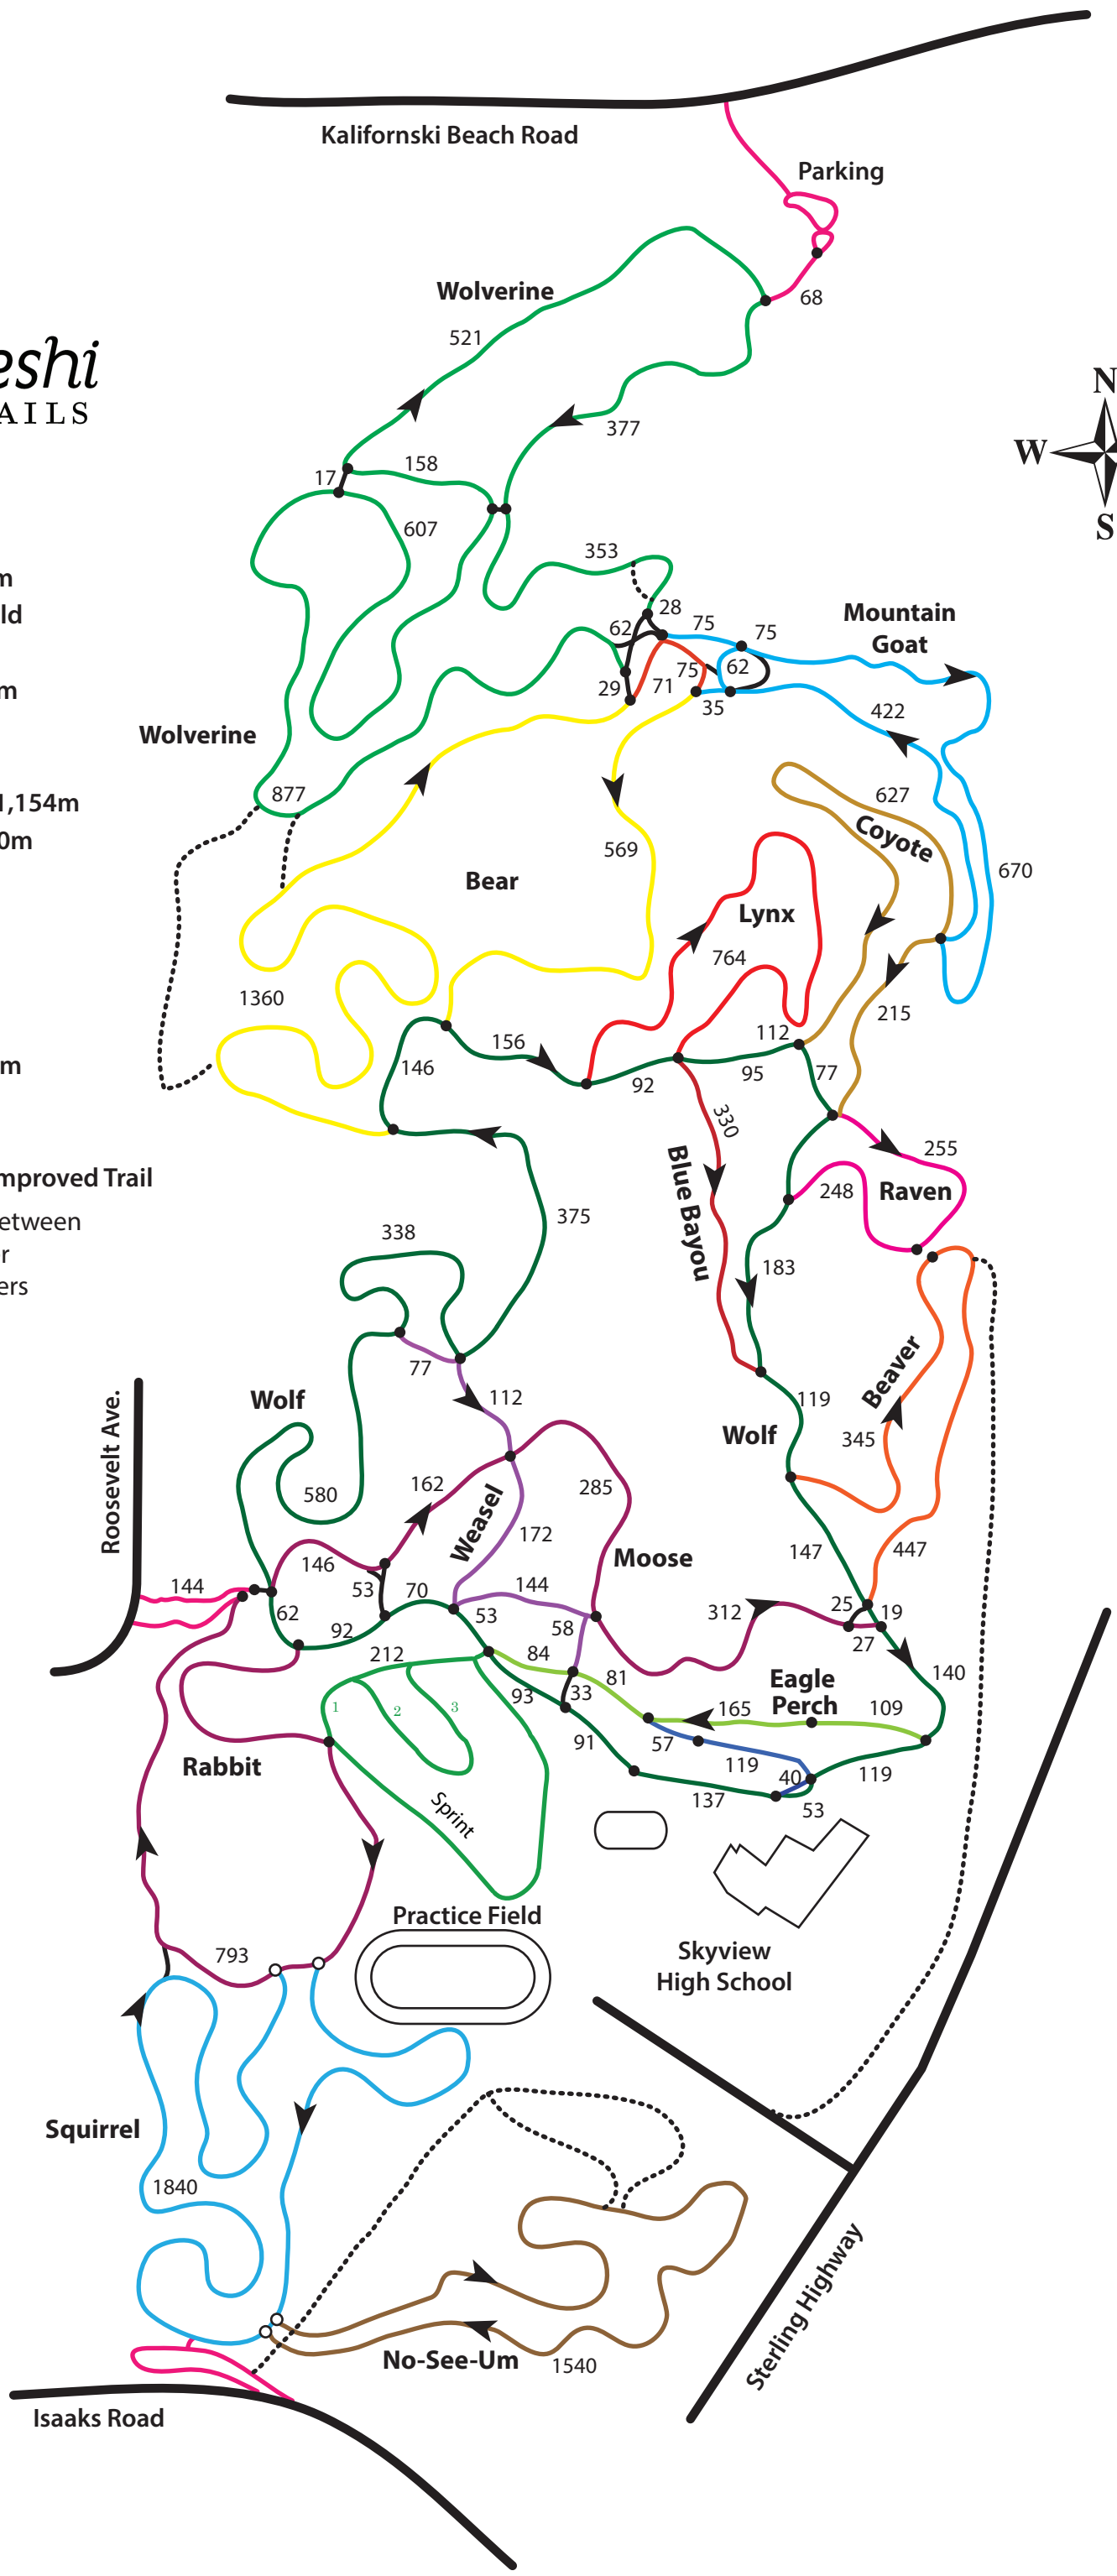 Kalifornski Beach Road
Parking
68
Wolverine
521
eshi
AILS
N
W
S
377
17
158
607
353
m
ld
28
62
75
75
Mountain
Goat
75
62
29
71
35
m
422
Wolverine
877
627
1,154m
0m
Coyote
569
670
Bear
Lynx
764
1360
215
156
112
146
92
95
77
m
330
255
mproved Trail
Blue Bayou
248
Raven
etween
r
ers
375
338
183
77
Roosevelt Ave.
Wolf
112
119
Beaver
Wolf
345
162
285
580
Weasel
172
147
447
Moose
146
144
53
70
144
25
62
53
58
312
19
92
27
212
84
81
Eagle
Perch
140
93
33
165
109
1
2
3
91
57
119
119
Rabbit
40
137
53
Sprint
Practice Field
793
Skyview
High School
Squirrel
1840
No-See-Um
1540
Sterling Highway
Isaaks Road